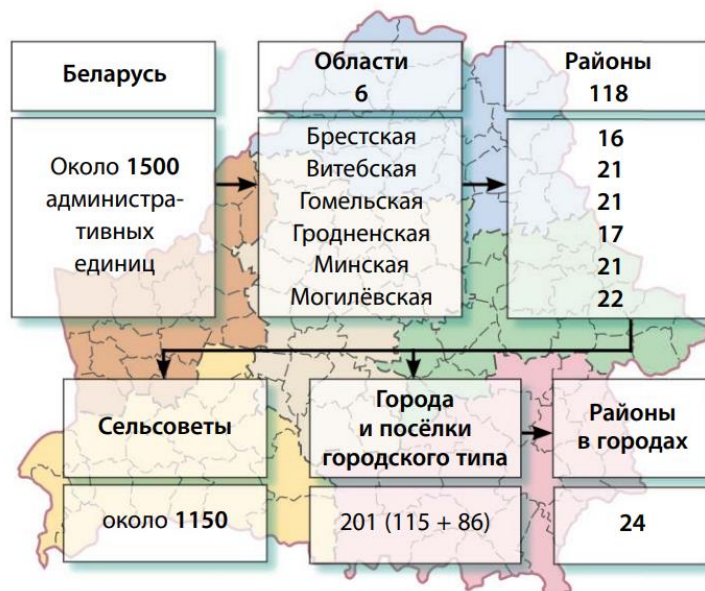 Беларусь
Около 1500
администра-
тивных
единиц
Области
6
Брестская
Витебская
Гомельская
Гродненская
Минская
Могилёвская
Районы
118
16
21
21
17
21
22
Сельсоветы
около 1150
Города
и посёлки
городского типа
201 (115 + 86)
Районы
в городах
24